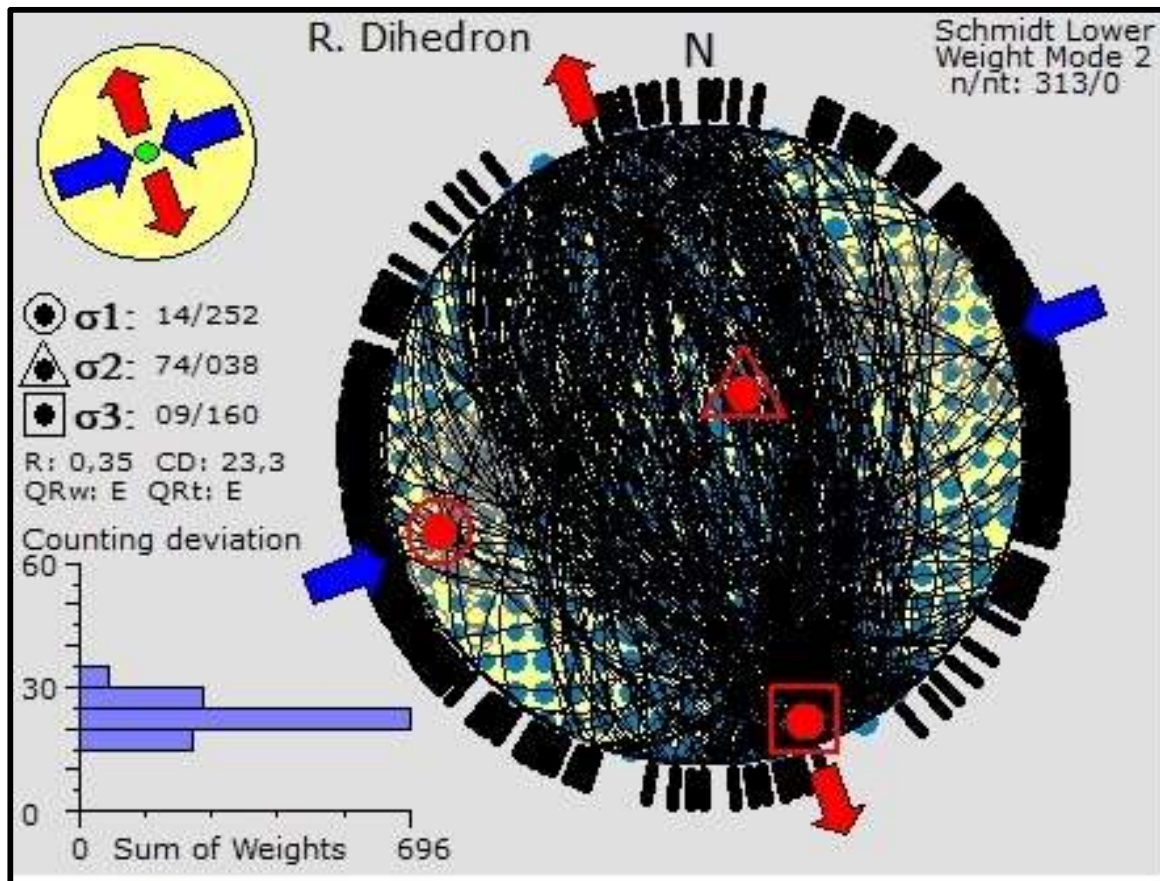 R. Dihedron
N
Schmidt Lower
Weight Mode 2
n/nt: 313/0
σ1: 14/252
σ2: 74/038
σ3: 09/160
R: 0,35 CD: 23,3
QRw: E QRt: E
Counting deviation
60
30
0
0 Sum of Weights 696